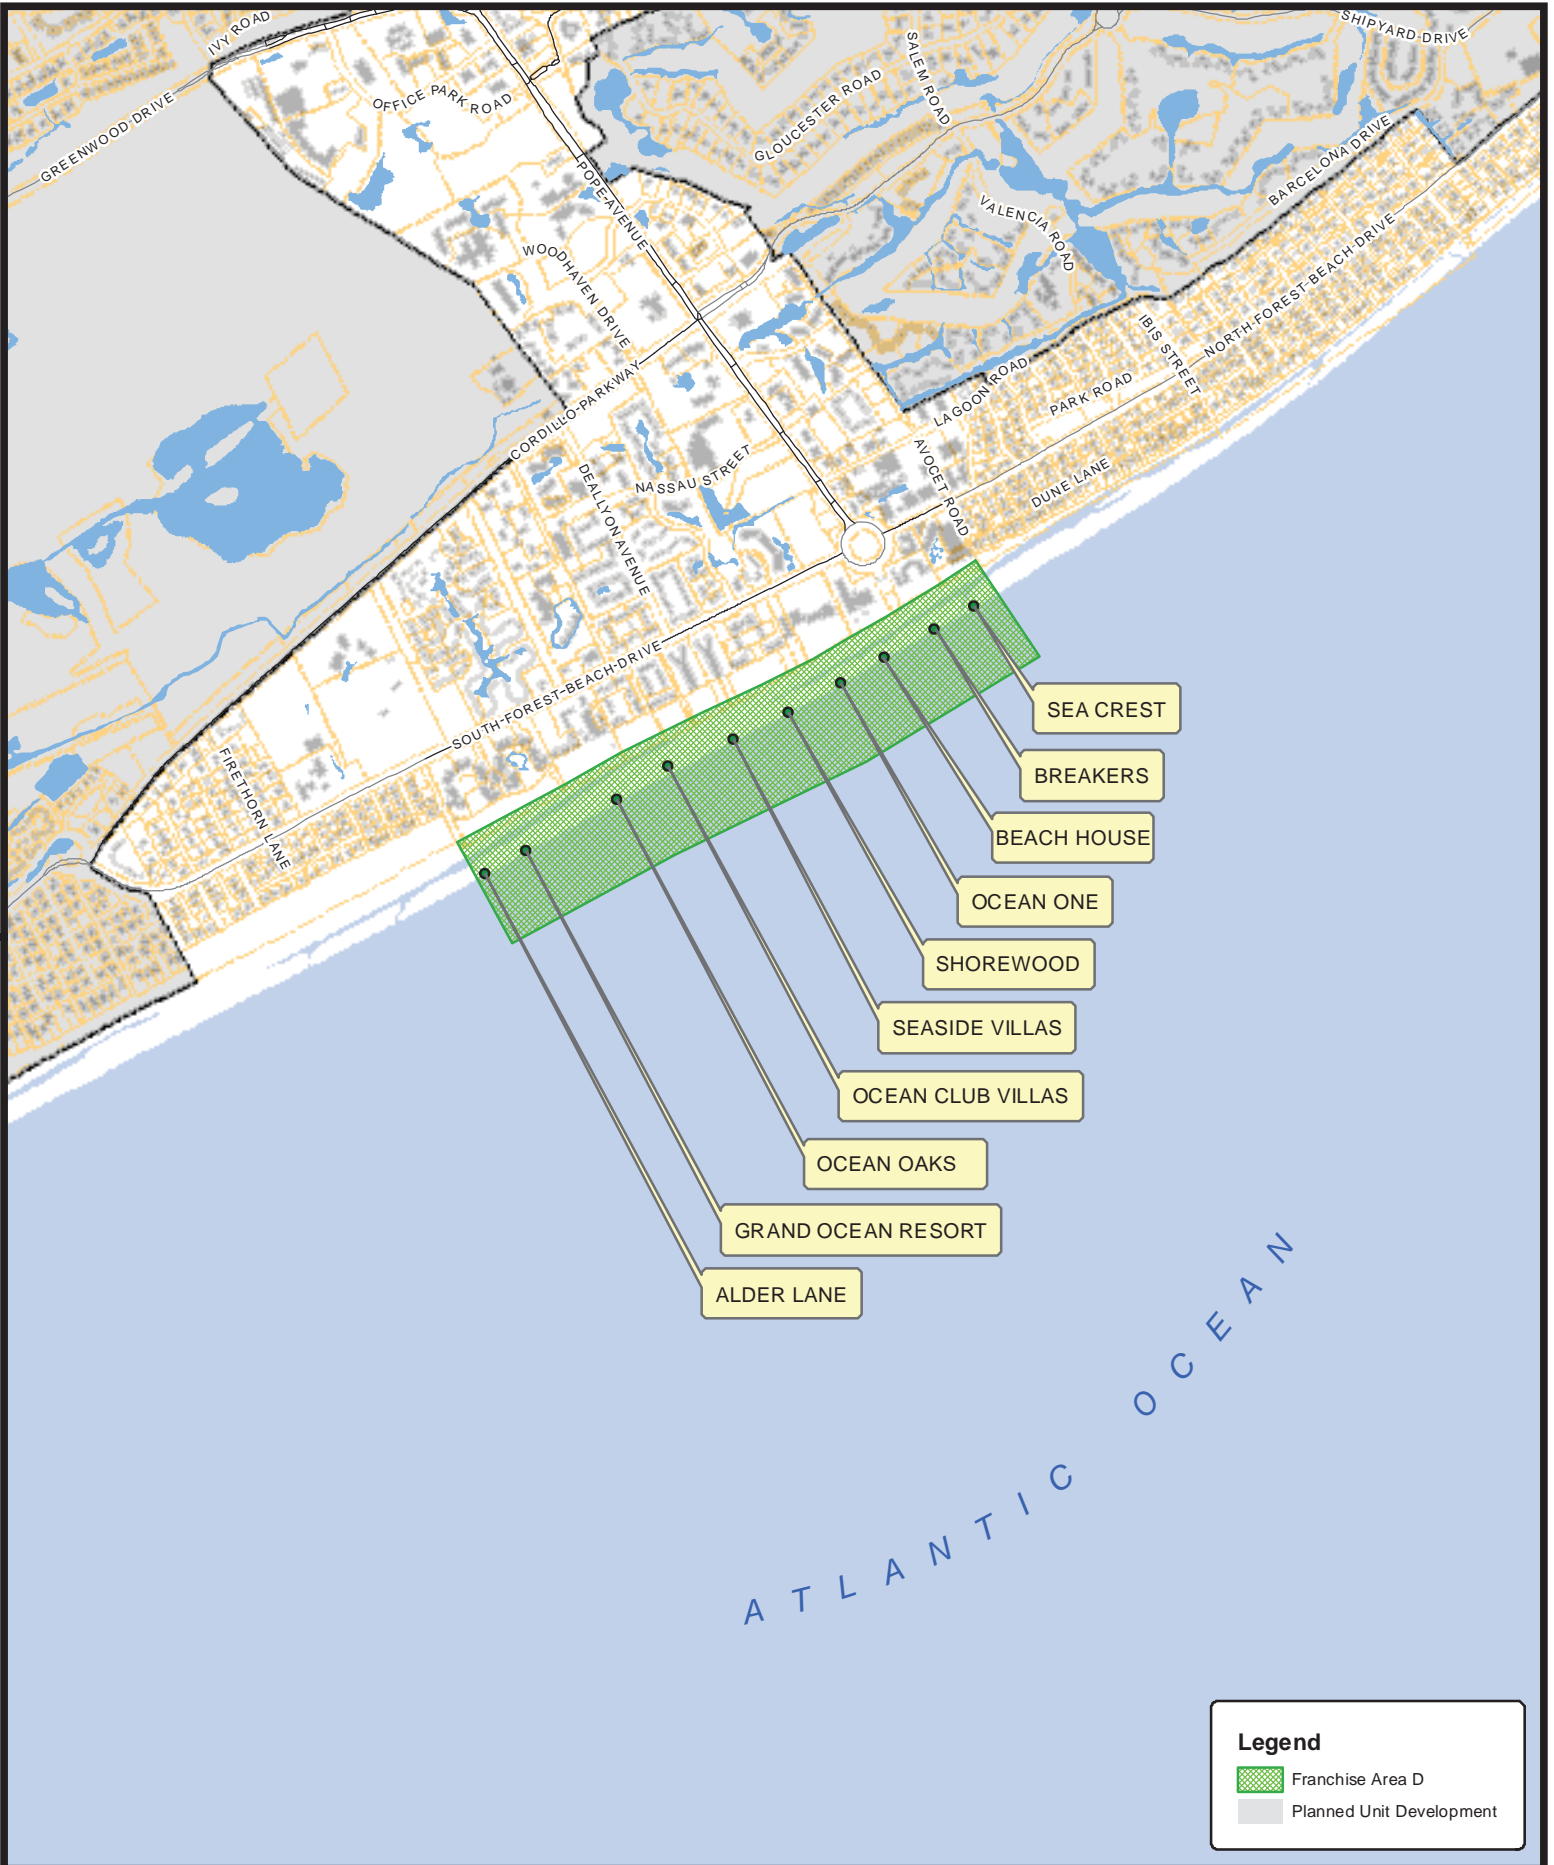 IVY ROAD
SHIPYARD DRIVE
SALEM ROAD
GREENWOOD DRIVE
OFFICE PARK ROAD
GLOUCESTER ROAD
BARCELONA DRIVE
POPE AVENUE
VALENCIA ROAD
WOODHAVEN DRIVE
NORTH FOREST BEACH DRIVE
IBIS STREET
CORDILLO PARKWAY
LAGOON ROAD
PARK ROAD
NASSAU STREET
DEALLYON AVENUE
AVOCET ROAD
DUNE LANE
SOUTH FOREST BEACH DRIVE
FIRETHORN LANE
SEA CREST
BREAKERS
BEACH HOUSE
OCEAN ONE
SHOREWOOD
SEASIDE VILLAS
OCEAN CLUB VILLAS
OCEAN OAKS
GRAND OCEAN RESORT
ALDER LANE
ATLANTIC OCEAN
Legend
Franchise Area D
Planned Unit Development